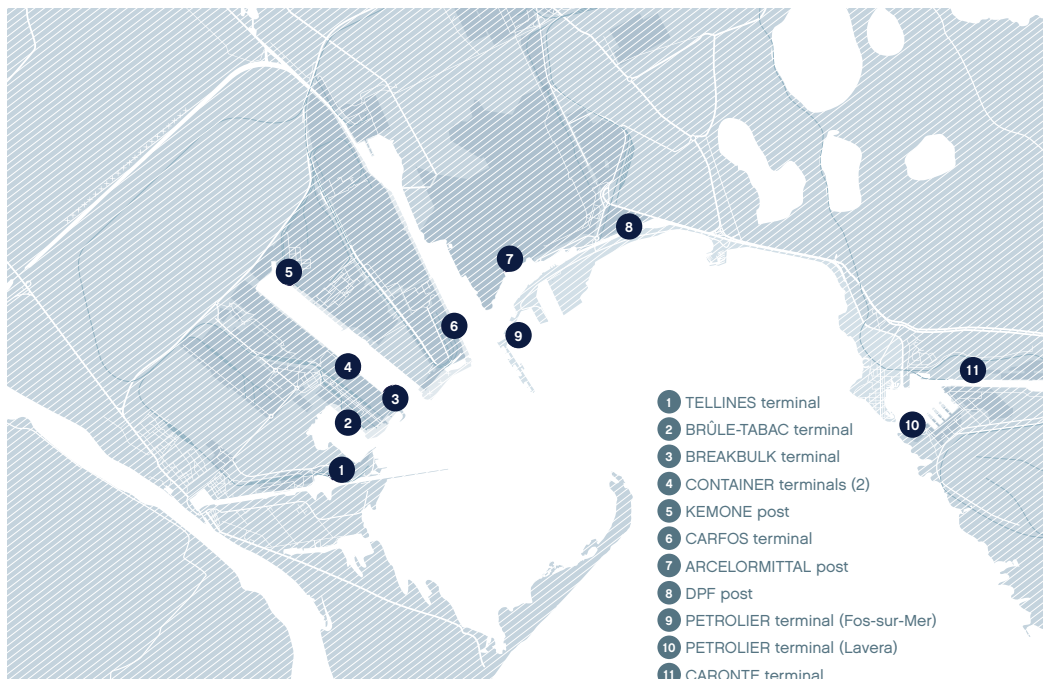 8
7
5
6
9
4
11
3
2
10
1
1 TELLINES terminal
2 BRÛLE-TABAC terminal
3 BREAKBULK terminal
4 CONTAINER terminals (2)
5 KEMONE post
6 CARFOS terminal
7 ARCELORMITTAL post
8 DPF post
9 PETROLIER terminal (Fos-sur-Mer)
10 PETROLIER terminal (Lavera)
11 CARONTE terminal